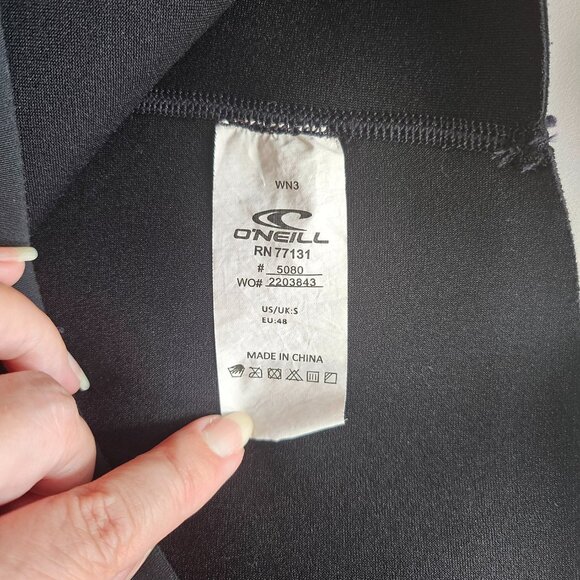 WN3
O'NEILL
RN 77131
# 5080
WO# 2203843
US/UK:S
EU:48
MADE IN CHINA